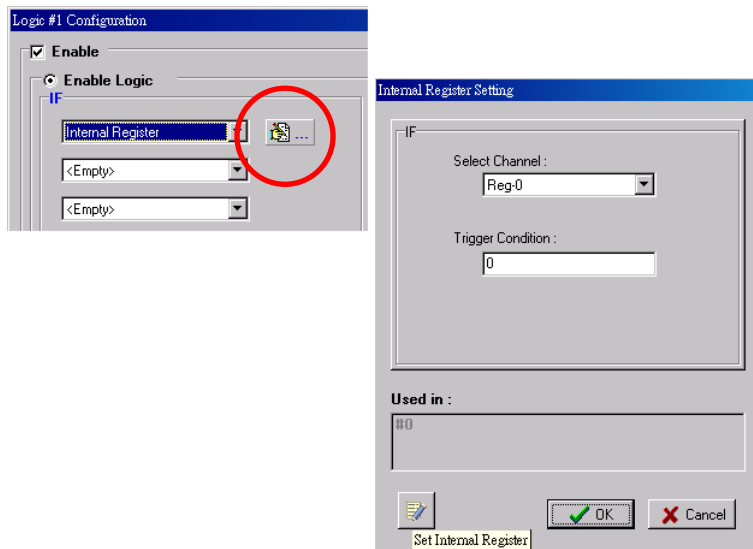 Logic #1 Configuration
Enable
Enable Logic
IF
Internal Register
...
<Empty>
<Empty>
Internal Register Setting
IF
Select Channel :
Reg-0
Trigger Condition :
0
Used in :
#0
OK
Cancel
Set Internal Register